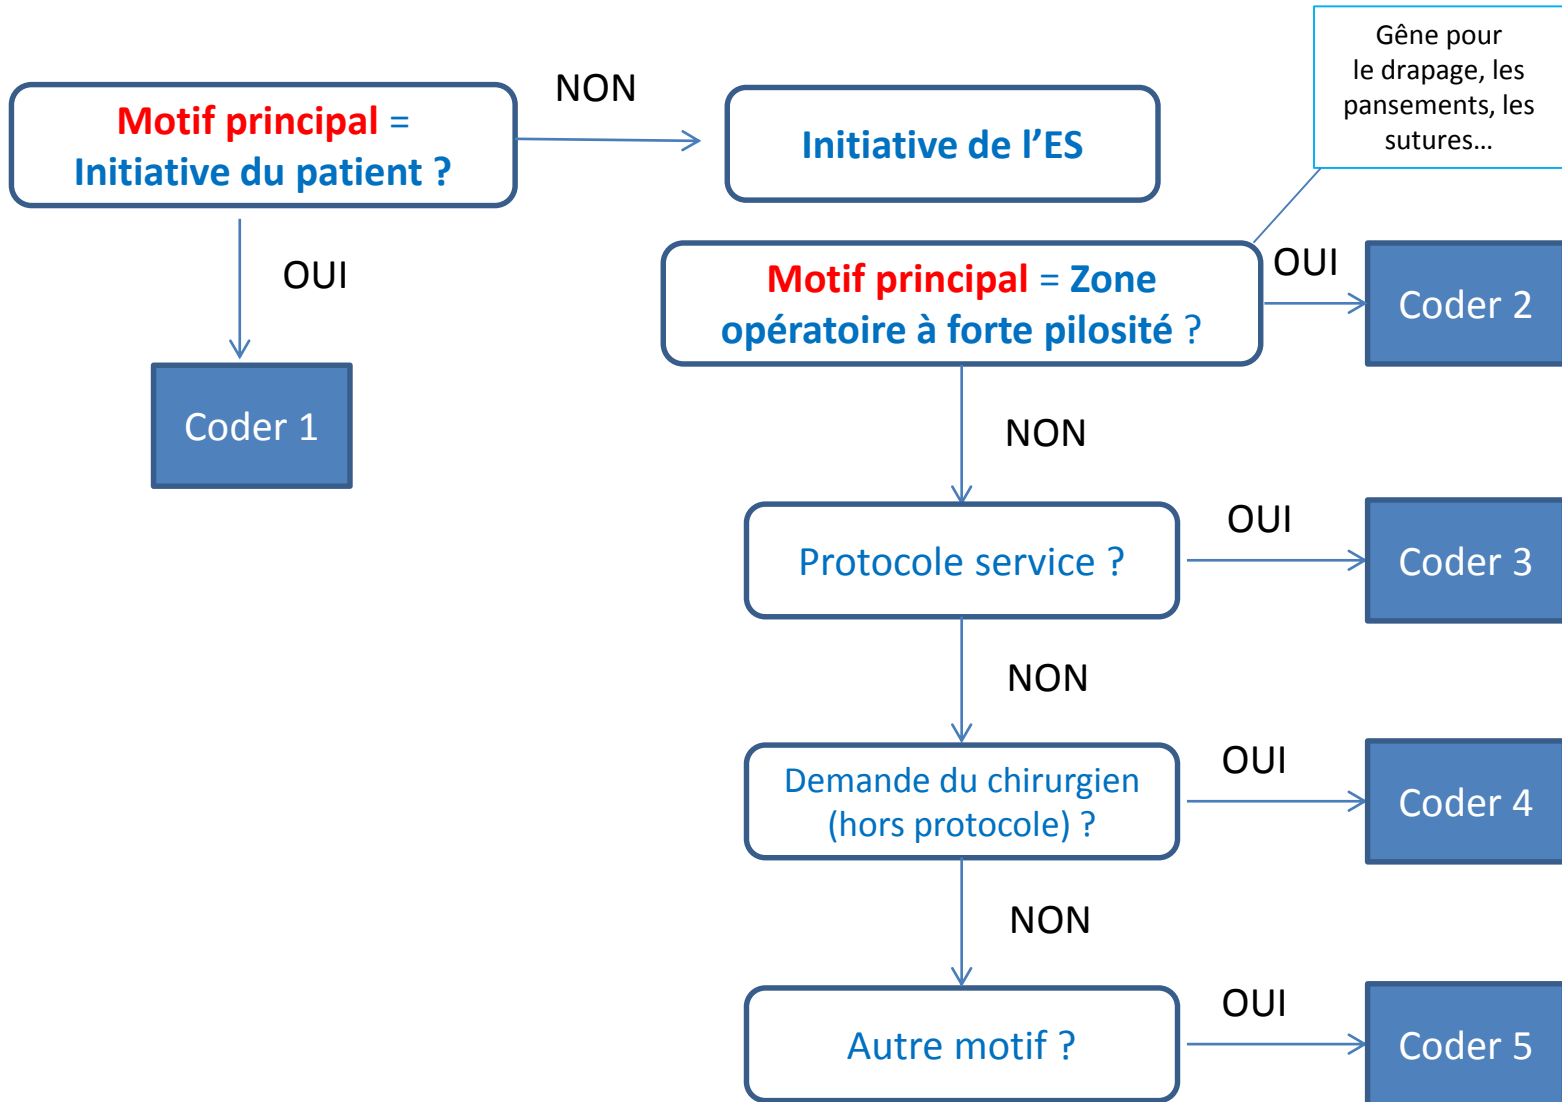 Gêne pour
le drapage, les
pansements, les
sutures…
NON
Motif principal =
Initiative du patient ?
Initiative de l’ES
OUI
Motif principal = Zone
opératoire à forte pilosité ?
OUI
Coder 2
Coder 1
NON
Protocole service ?
OUI
Coder 3
NON
Demande du chirurgien
(hors protocole) ?
OUI
Coder 4
NON
Autre motif ?
OUI
Coder 5